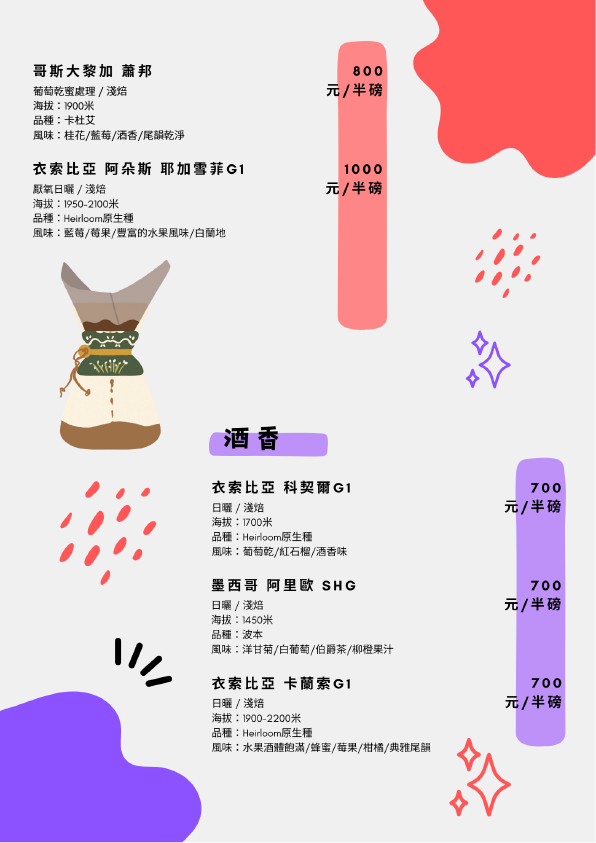 哥斯大黎加 蕭邦
800
元/半磅
葡萄乾蜜處理 / 淺焙
海拔：1900米
品種：卡杜艾
風味：桂花/藍莓/酒香/尾韻乾淨
衣索比亞 阿朵斯 耶加雪菲G1
1000
元/半磅
厭氧日曬 / 淺焙
海拔：1950-2100米
品種：Heirloom原生種
風味：藍莓/莓果/豐富的水果風味/白蘭地
酒香
衣索比亞 科契爾G1
700
元/半磅
日曬 / 淺焙
海拔：1700米
品種：Heirloom原生種
風味：葡萄乾/紅石榴/酒香味
墨西哥 阿里歐 SHG
700
元/半磅
日曬 / 淺焙
海拔：1450米
品種：波本
風味：洋甘菊/白葡萄/伯爵茶/柳橙果汁
衣索比亞 卡蘭索G1
700
元/半磅
日曬 / 淺焙
海拔：1900-2200米
品種：Heirloom原生種
風味：水果酒體飽滿/蜂蜜/莓果/柑橘/典雅尾韻